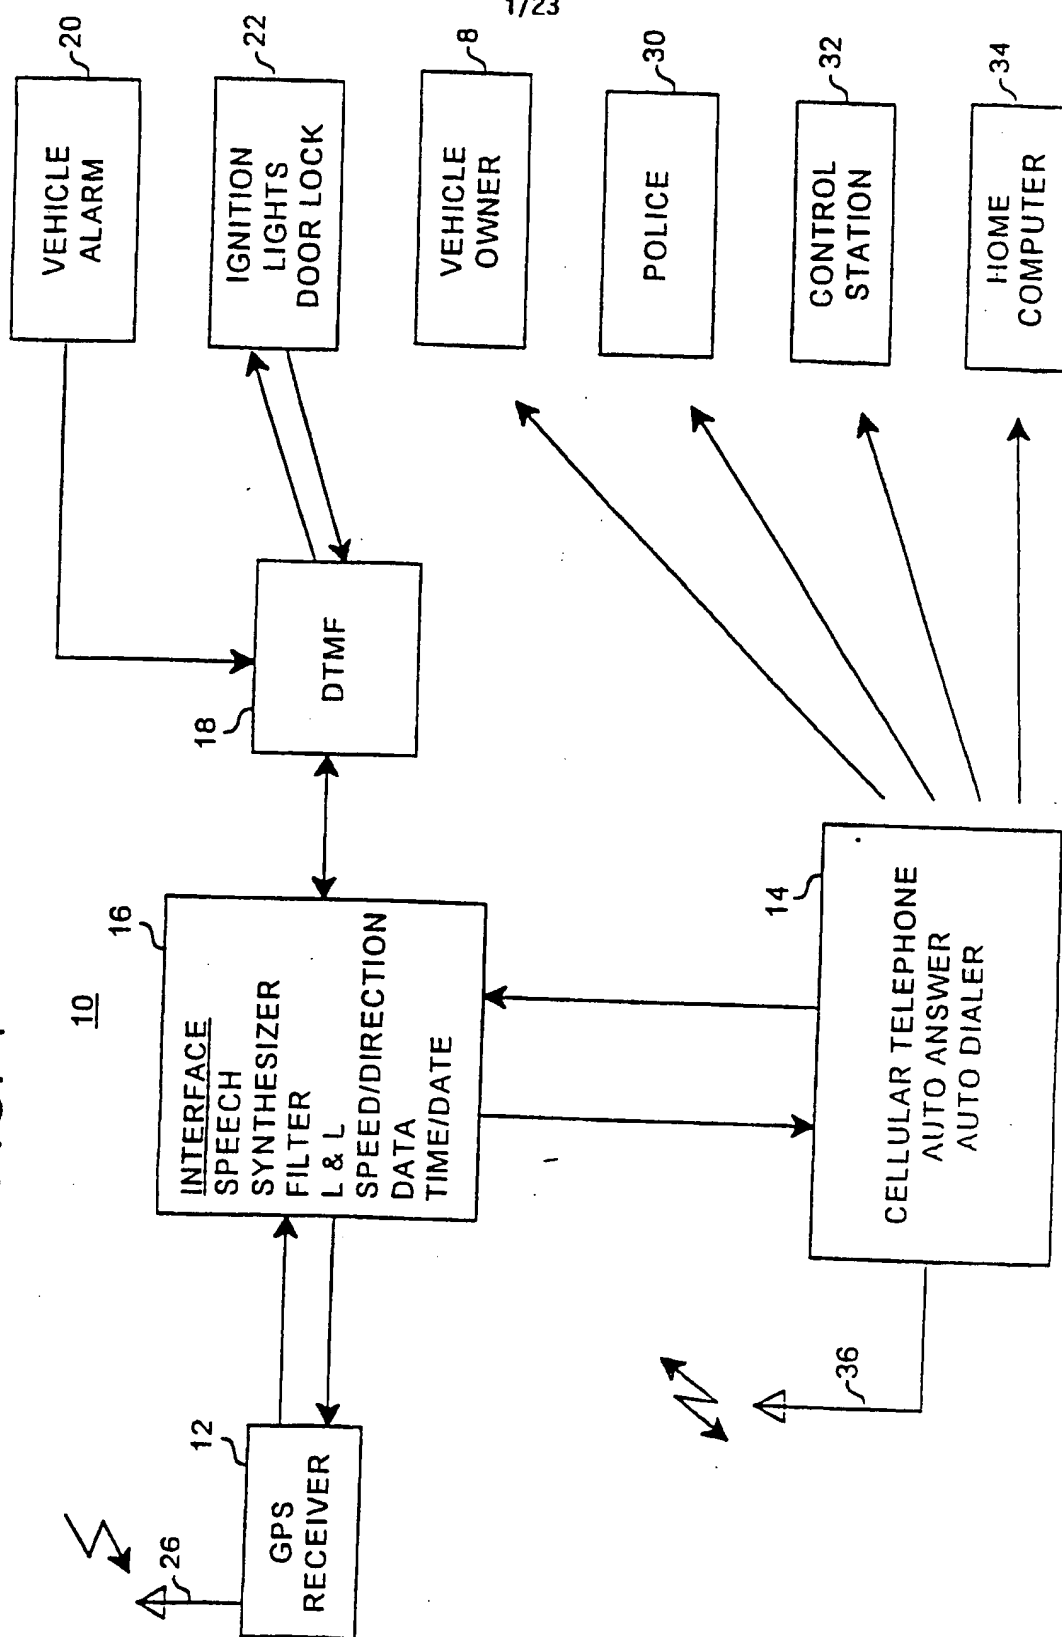 1/23
10
20
VEHICLE
ALARM
22
IGNITION
LIGHTS
DOOR LOCK
8
VEHICLE
OWNER
30
POLICE
32
CONTROL
STATION
34
HOME
COMPUTER
18
DTMF
16
INTERFACE
SPEECH
SYNTHESIZER
FILTER
L & L
SPEED/DIRECTION
DATA
TIME/DATE
14
CELLULAR TELEPHONE
AUTO ANSWER
AUTO DIALER
12
GPS
RECEIVER
26
36